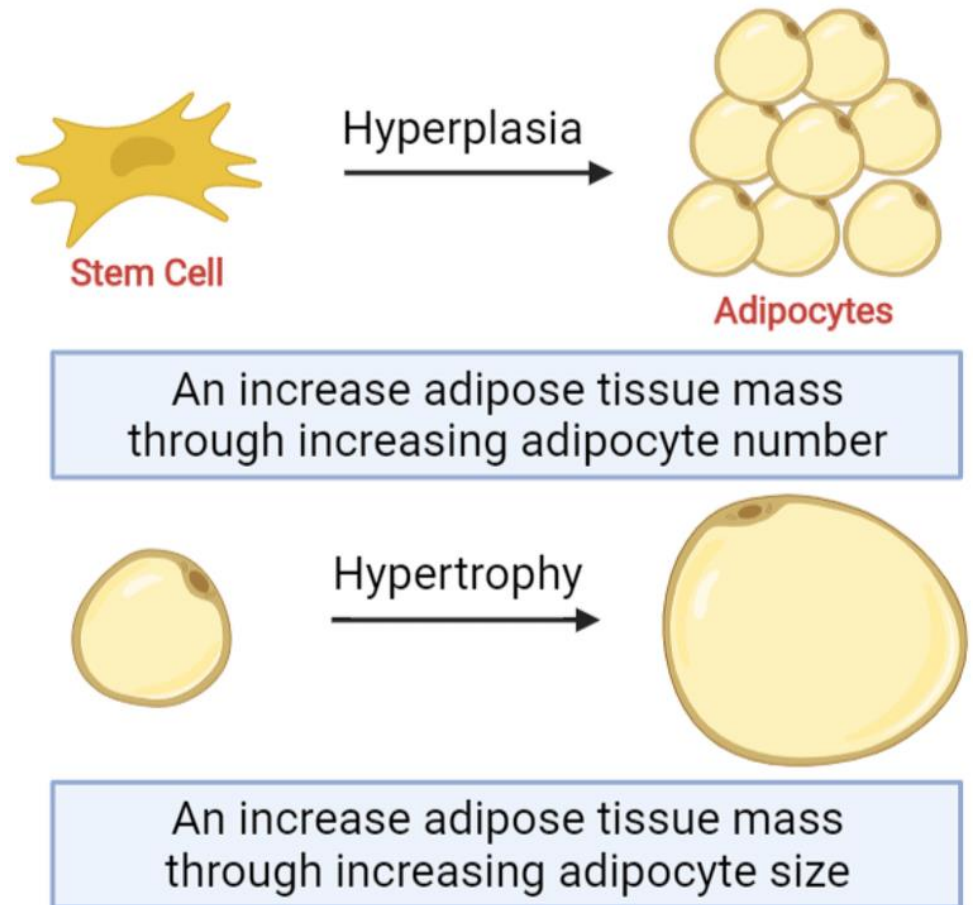 Hyperplasia
Stem Cell
Adipocytes
An increase adipose tissue mass
through increasing adipocyte number
Hypertrophy
An increase adipose tissue mass
through increasing adipocyte size